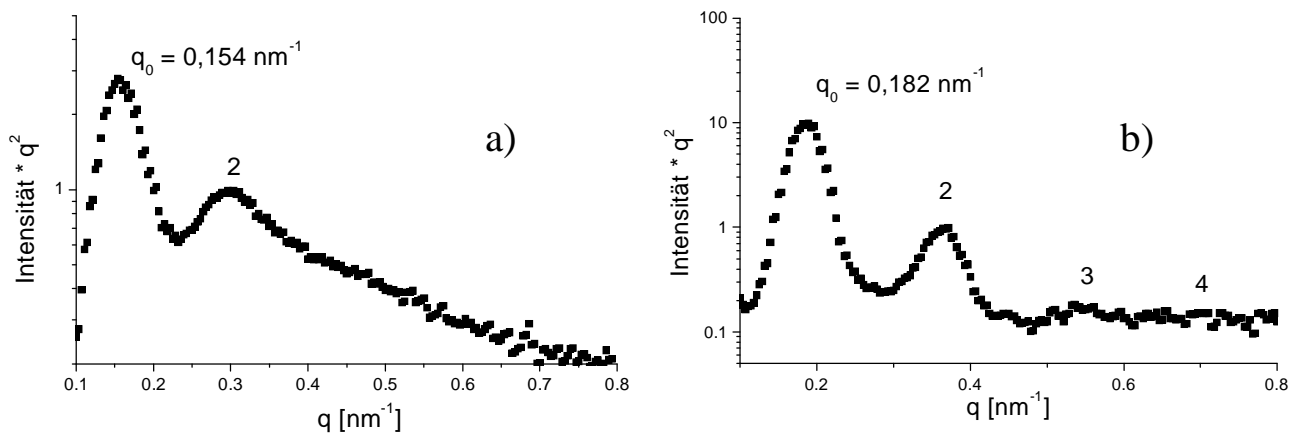 q₀ = 0,154 nm⁻¹
a)
2
1
Intensität * q²
0.1 0.2 0.3 0.4 0.5 0.6 0.7 0.8
q [nm⁻¹]
100
q₀ = 0,182 nm⁻¹
b)
10
2
1
3 4
0.1
Intensität * q²
0.2 0.4 0.6 0.8
q [nm⁻¹]